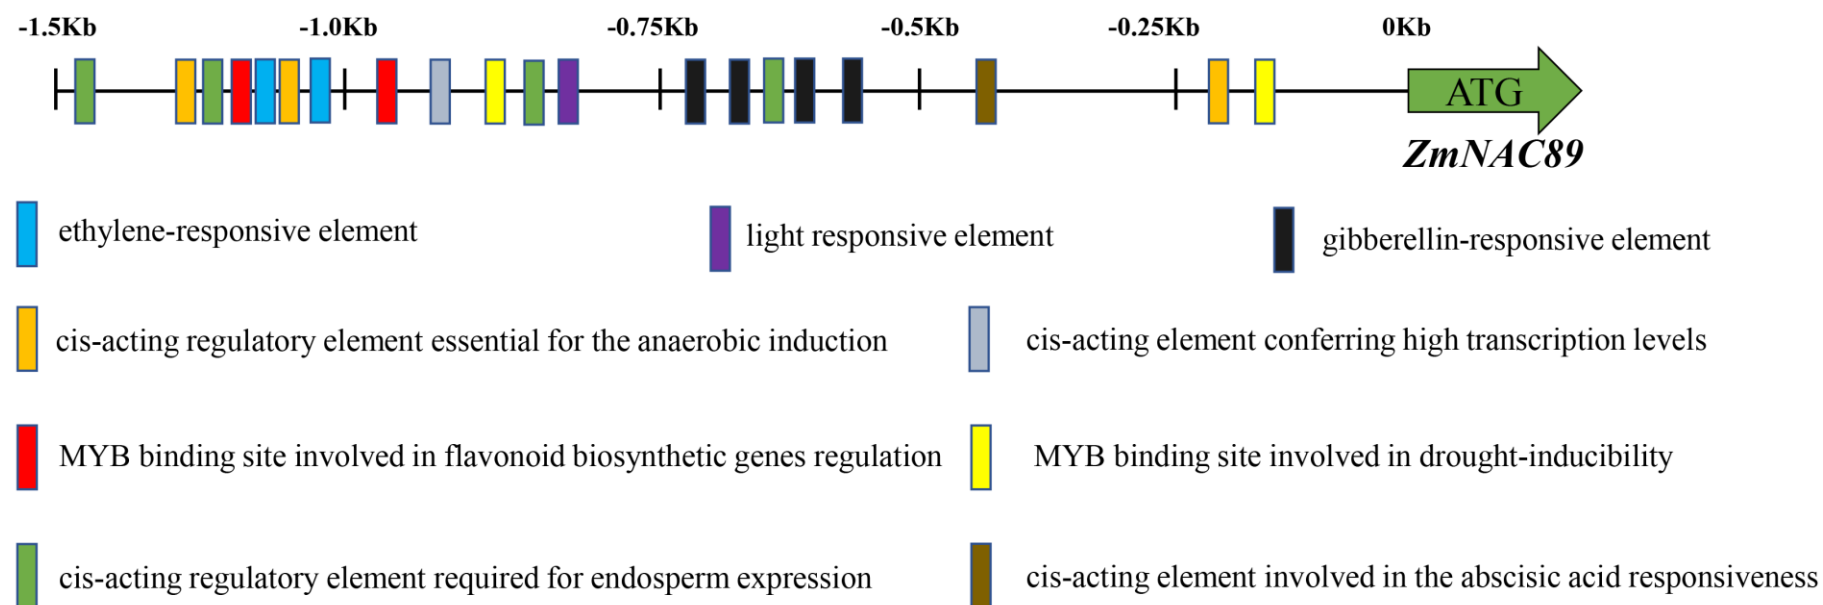 -1.5Kb -1.0Kb -0.75Kb -0.5Kb -0.25Kb 0Kb
ATG
ZmNAC89
ethylene-responsive element light responsive element gibberellin-responsive element
cis-acting regulatory element essential for the anaerobic induction cis-acting element conferring high transcription levels
MYB binding site involved in flavonoid biosynthetic genes regulation MYB binding site involved in drought-inducibility
cis-acting regulatory element required for endosperm expression cis-acting element involved in the abscisic acid responsiveness